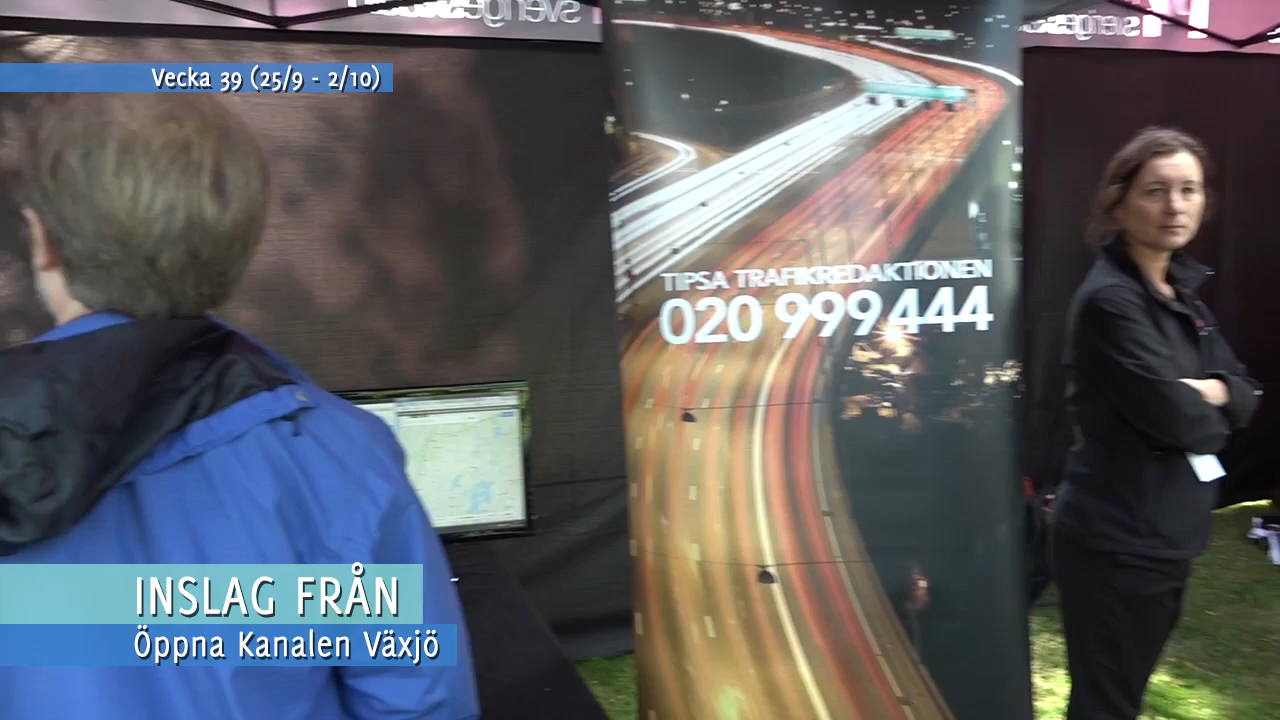 Vecka 39 (25/9 - 2/10)
TIPSA TRAFIKREDAKTIONEN
020 999 444
INSLAG FRÅN
Öppna Kanalen Växjö